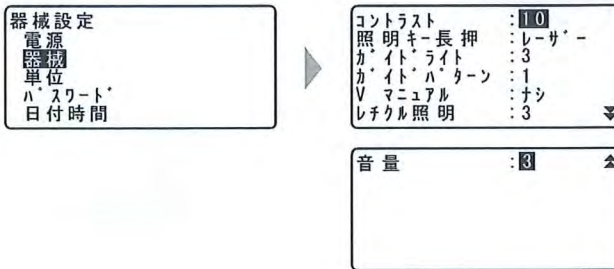 器械設定
電源
器械
単位
ﾊﾟｽﾜｰﾄﾞ
日付時間
ｺﾝﾄﾗｽﾄ :10
照明ｷｰ長押 :ﾚｰｻﾞｰ
ｶﾞｲﾄﾞﾗｲﾄ :3
ｶﾞｲﾄﾞﾊﾟﾀｰﾝ :1
V ﾏﾆｭｱﾙ :ﾅｼ
ﾚﾁｸﾙ照明 :3
音量 :3